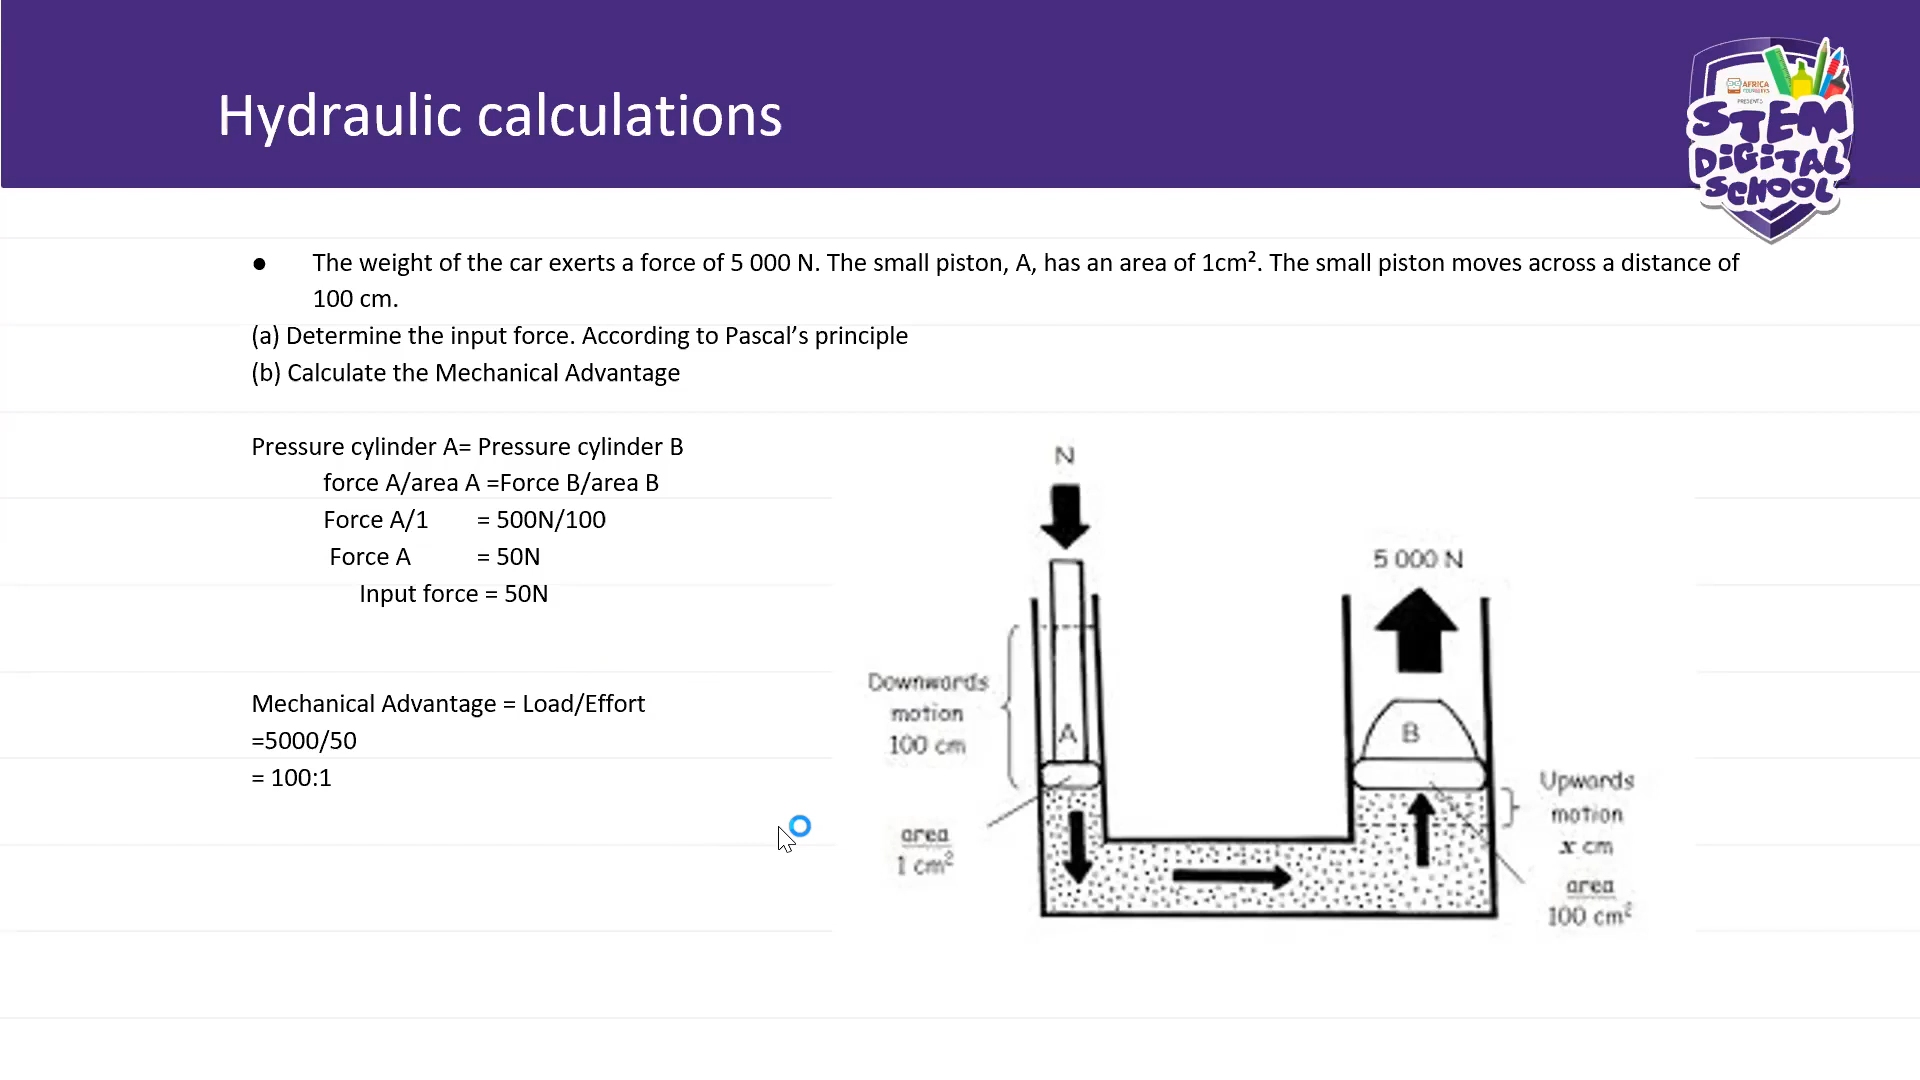 Hydraulic calculations
AFRICA
PRESENTS
STEM
DIGITAL
SCHOOL
● The weight of the car exerts a force of 5 000 N. The small piston, A, has an area of 1cm². The small piston moves across a distance of
100 cm.
(a) Determine the input force. According to Pascal’s principle
(b) Calculate the Mechanical Advantage
Pressure cylinder A= Pressure cylinder B
force A/area A =Force B/area B
Force A/1 = 500N/100
Force A = 50N
Input force = 50N
Mechanical Advantage = Load/Effort
=5000/50
= 100:1
N
5 000 N
Downwards
motion
100 cm
A
B
area
1 cm²
Upwards
motion
x cm
area
100 cm²